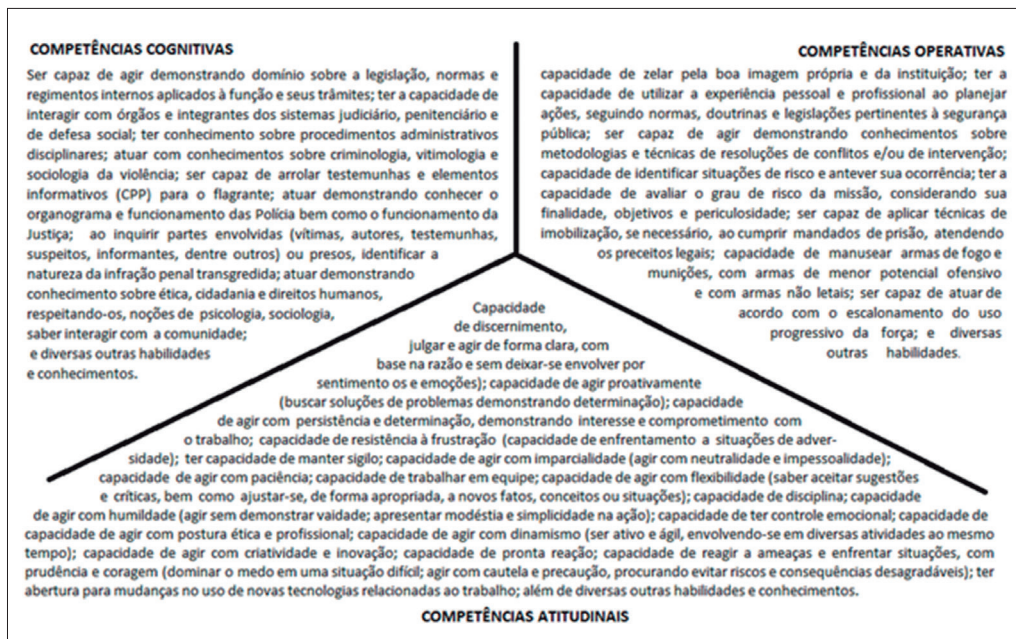 COMPETÊNCIAS COGNITIVAS
Ser capaz de agir demonstrando domínio sobre a legislação, normas e
regimentos internos aplicados à função e seus trâmites; ter a capacidade de
interagir com órgãos e integrantes dos sistemas judiciário, penitenciário e
de defesa social; ter conhecimento sobre procedimentos administrativos
disciplinares; atuar com conhecimentos sobre criminologia, vitimologia e
sociologia da violência; ser capaz de arrolar testemunhas e elementos
informativos (CPP) para o flagrante; atuar demonstrando conhecer o
organograma e funcionamento das Polícia bem como o funcionamento da
Justiça; ao inquirir partes envolvidas (vítimas, autores, testemunhas,
suspeitos, informantes, dentre outros) ou presos, identificar a
natureza da infração penal transgredida; atuar demonstrando
conhecimento sobre ética, cidadania e direitos humanos,
respeitando-os, noções de psicologia, sociologia,
saber interagir com a comunidade;
e diversas outras habilidades
e conhecimentos.
COMPETÊNCIAS OPERATIVAS
capacidade de zelar pela boa imagem própria e da instituição; ter a
capacidade de utilizar a experiência pessoal e profissional ao planejar
ações, seguindo normas, doutrinas e legislações pertinentes à segurança
pública; ser capaz de agir demonstrando conhecimentos sobre
metodologias e técnicas de resoluções de conflitos e/ou de intervenção;
capacidade de identificar situações de risco e antever sua ocorrência; ter a
capacidade de avaliar o grau de risco da missão, considerando sua
finalidade, objetivos e periculosidade; ser capaz de aplicar técnicas de
imobilização, se necessário, ao cumprir mandados de prisão, atendendo
os preceitos legais; capacidade de manusear armas de fogo e
munições, com armas de menor potencial ofensivo
e com armas não letais; ser capaz de atuar de
acordo com o escalonamento do uso
progressivo da força; e diversas
outras habilidades.
Capacidade
de discernimento,
julgar e agir de forma clara, com
base na razão e sem deixar-se envolver por
sentimento os e emoções); capacidade de agir proativamente
(buscar soluções de problemas demonstrando determinação); capacidade
de agir com persistência e determinação, demonstrando interesse e comprometimento com
o trabalho; capacidade de resistência à frustração (capacidade de enfrentamento a situações de adver-
sidade); ter capacidade de manter sigilo; capacidade de agir com imparcialidade (agir com neutralidade e impessoalidade);
capacidade de agir com paciência; capacidade de trabalhar em equipe; capacidade de agir com flexibilidade (saber aceitar sugestões
e críticas, bem como ajustar-se, de forma apropriada, a novos fatos, conceitos ou situações); capacidade de disciplina; capacidade
de agir com humildade (agir sem demonstrar vaidade; apresentar modéstia e simplicidade na ação); capacidade de ter controle emocional; capacidade de
capacidade de agir com postura ética e profissional; capacidade de agir com dinamismo (ser ativo e ágil, envolvendo-se em diversas atividades ao mesmo
tempo); capacidade de agir com criatividade e inovação; capacidade de pronta reação; capacidade de reagir a ameaças e enfrentar situações, com
prudência e coragem (dominar o medo em uma situação difícil; agir com cautela e precaução, procurando evitar riscos e consequências desagradáveis); ter
abertura para mudanças no uso de novas tecnologias relacionadas ao trabalho; além de diversas outras habilidades e conhecimentos.
COMPETÊNCIAS ATITUDINAIS